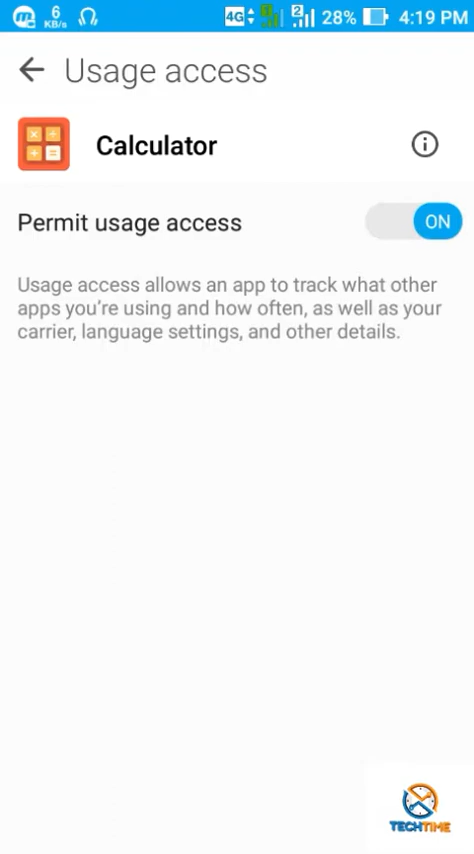 6
KB/s
4G
2
28%
4:19 PM
Usage access
Calculator
Permit usage access
ON
Usage access allows an app to track what other
apps you’re using and how often, as well as your
carrier, language settings, and other details.
TECHTIME